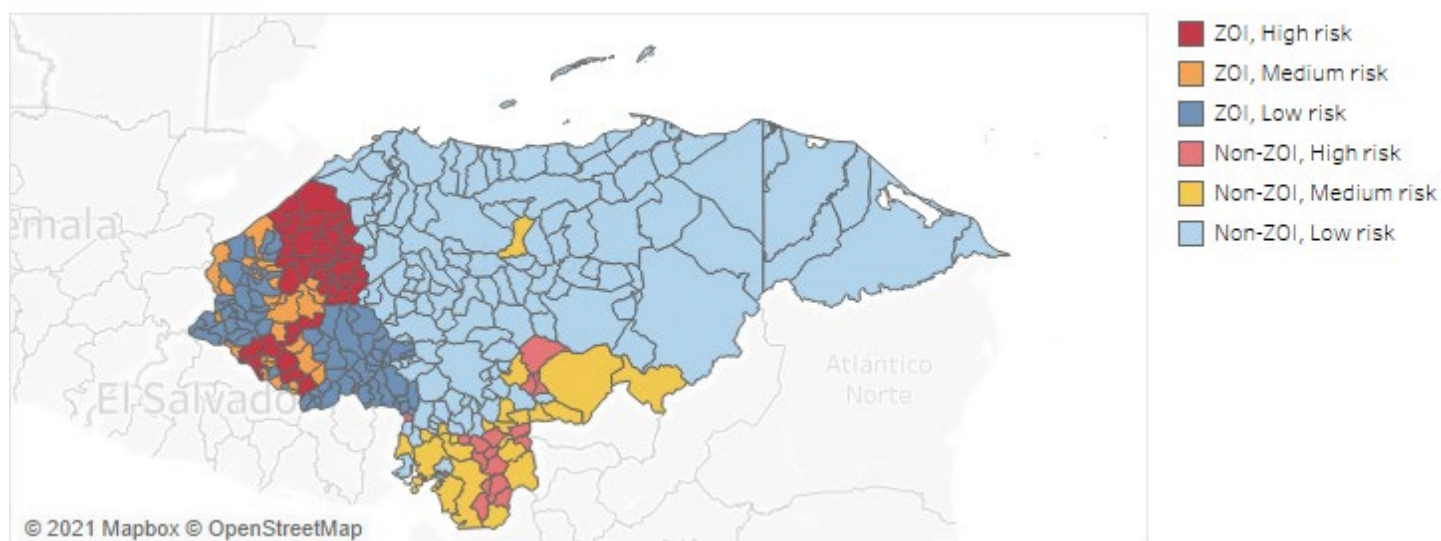 ZOI, High risk
ZOI, Medium risk
ZOI, Low risk
Non-ZOI, High risk
Non-ZOI, Medium risk
Non-ZOI, Low risk
emala
El Salvado
Atlántico
Norte
© 2021 Mapbox © OpenStreetMap